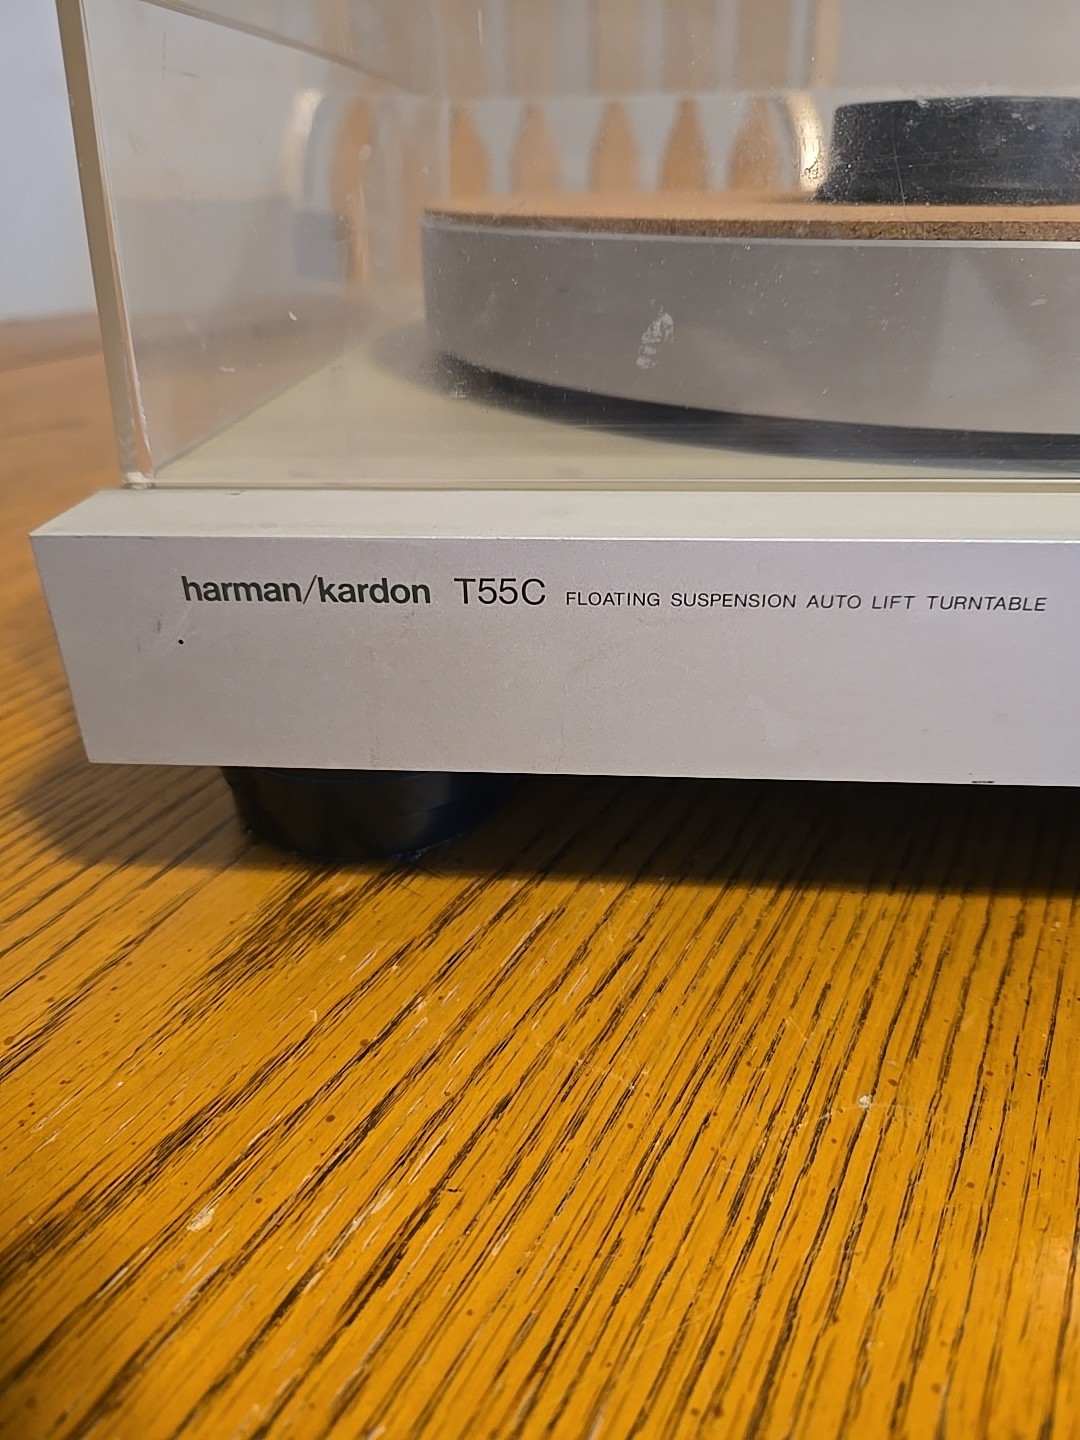 harman/kardon T55C FLOATING SUSPENSION AUTO LIFT TURNTABLE